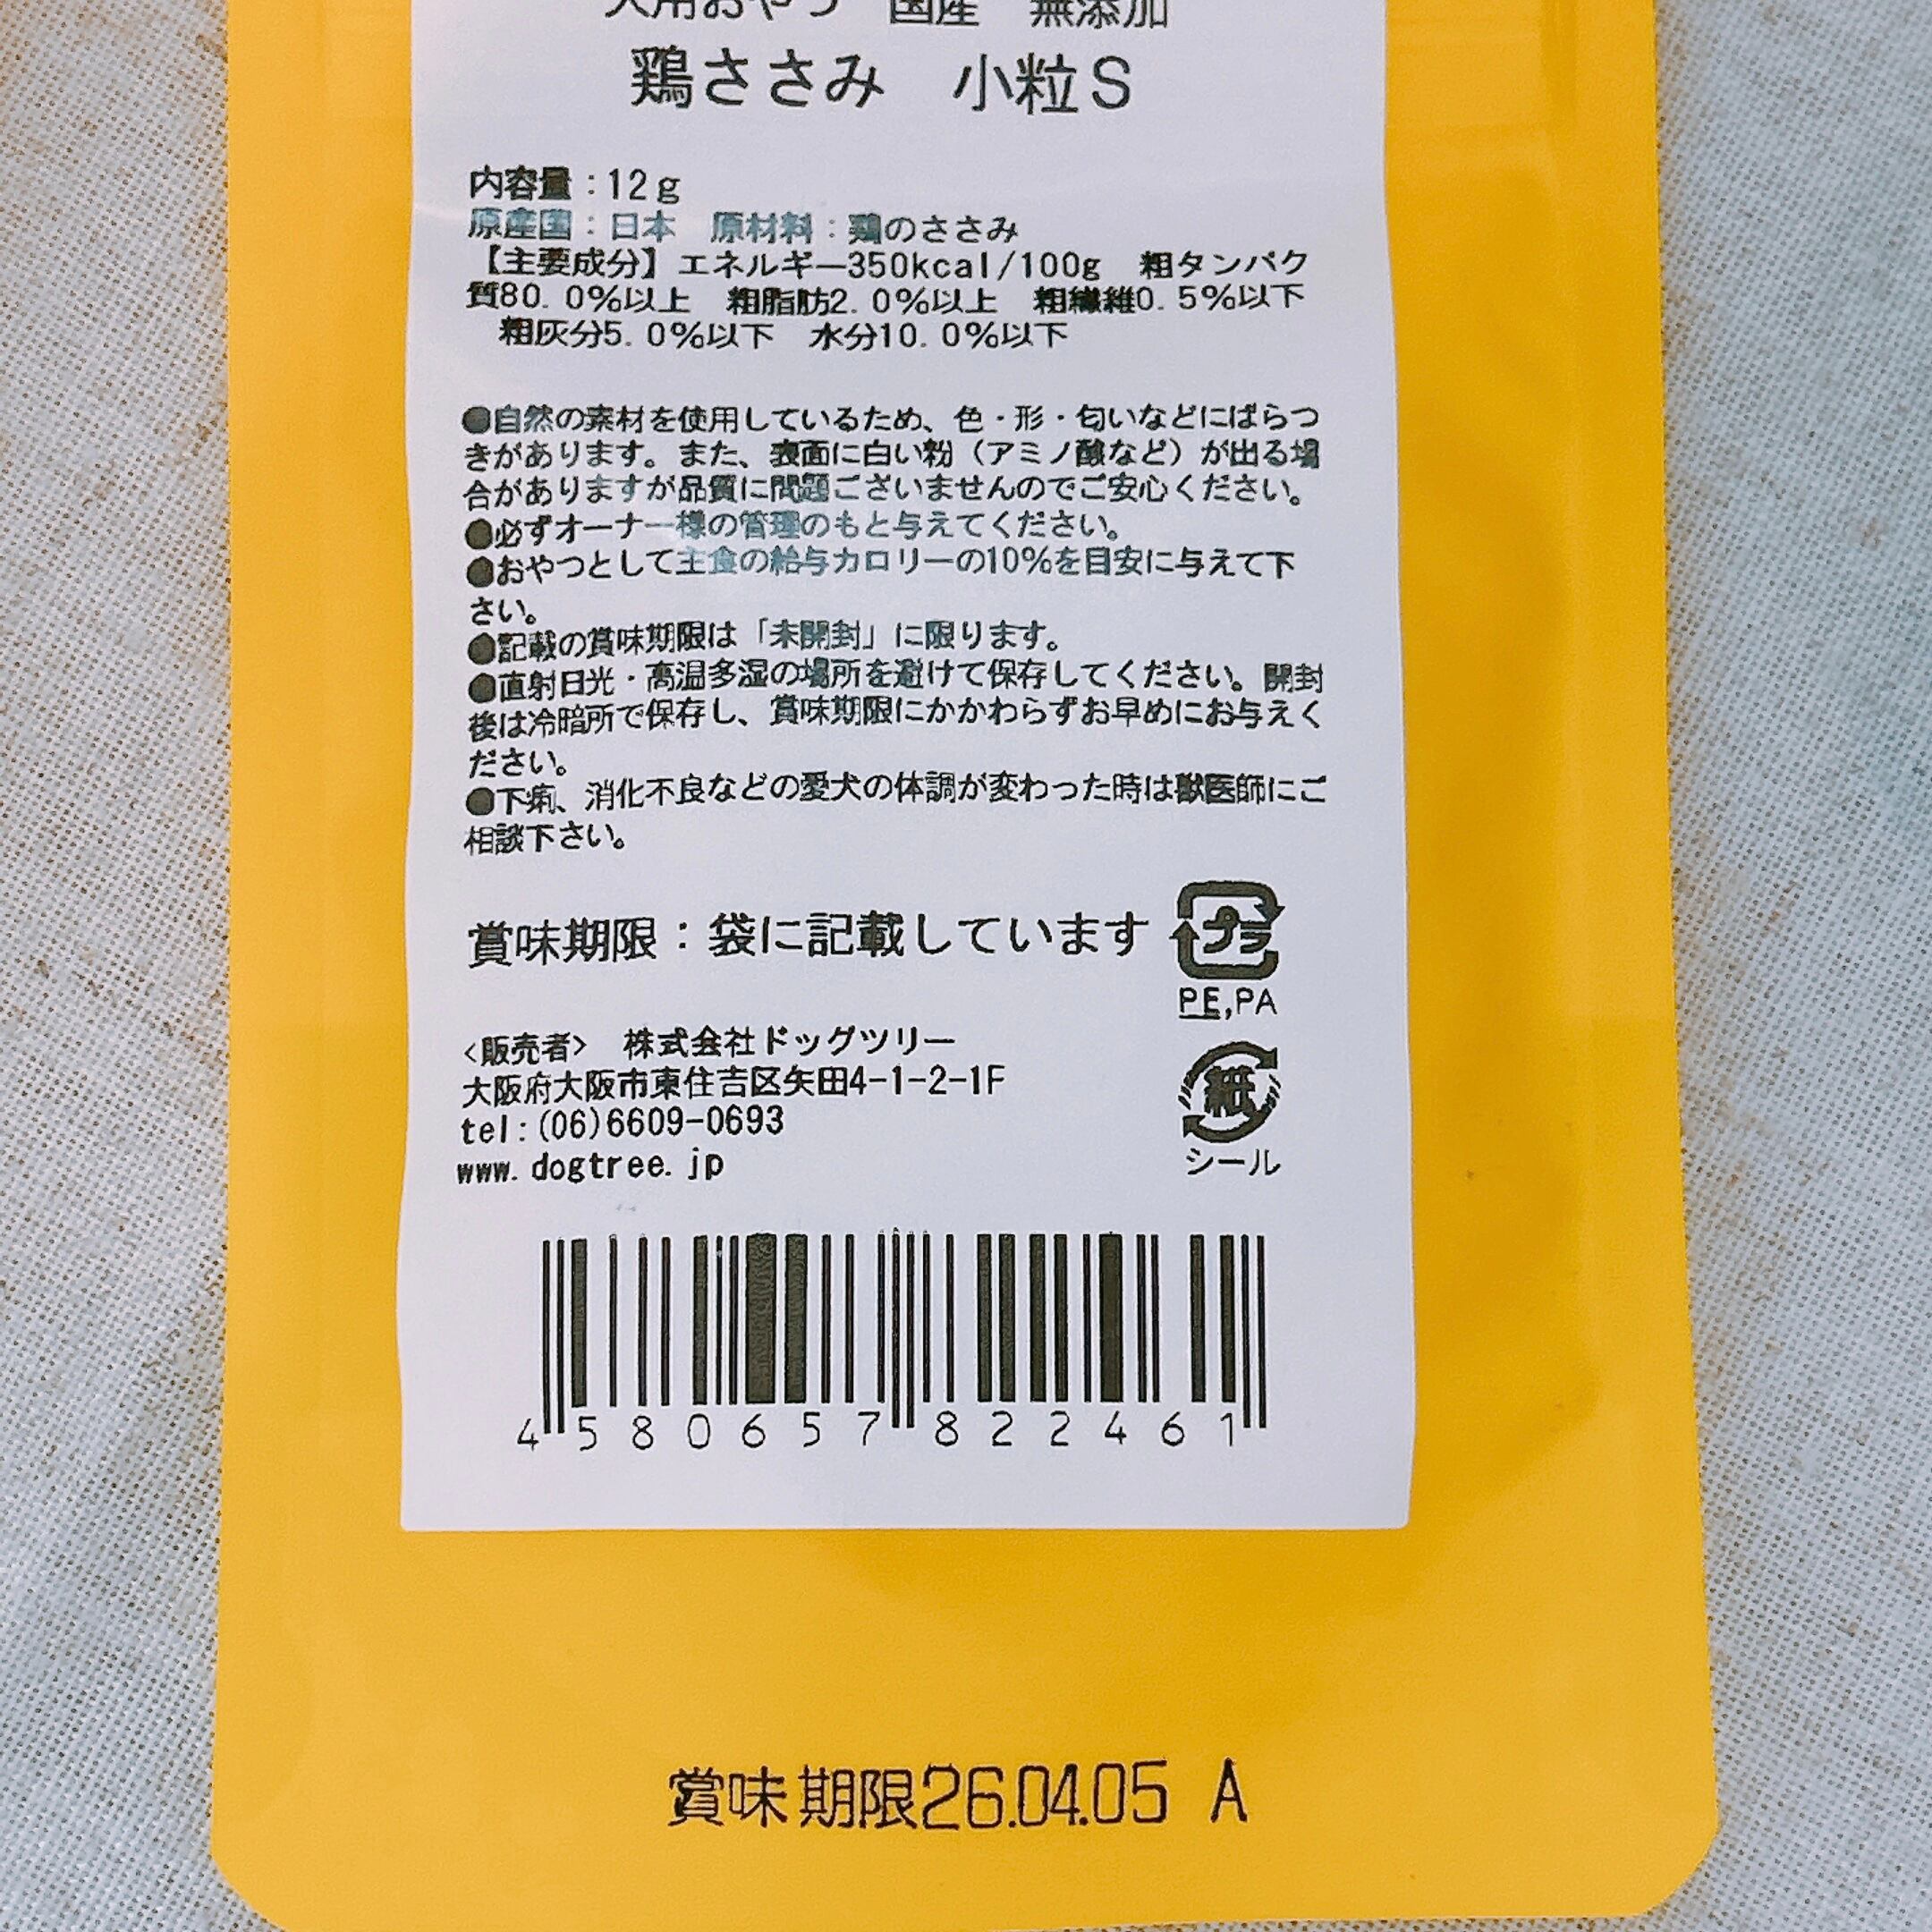 犬用おやつ　国産　無添加
鶏ささみ　小粒S
内容量：12g
原産国：日本　原材料：鶏のささみ
【主要成分】エネルギー350kcal/100g　粗タンパク
質80.0%以上　粗脂肪2.0%以上　粗繊維0.5%以下
粗灰分5.0%以下　水分10.0%以下
●自然の素材を使用しているため、色・形・匂いなどにばらつ
きがあります。また、表面に白い粉（アミノ酸など）が出る場
合がありますが品質に問題ございませんのでご安心ください。
●必ずオーナー様の管理のもと与えてください。
●おやつとして主食の給与カロリーの10%を目安に与えて下
さい。
●記載の賞味期限は「未開封」に限ります。
●直射日光・高温多湿の場所を避けて保存してください。開封
後は冷暗所で保存し、賞味期限にかかわらずお早めにお与えく
ださい。
●下痢、消化不良などの愛犬の体調が変わった時は獣医師にご
相談下さい。
賞味期限：袋に記載しています
プラ
PE,PA
<販売者>　株式会社ドッグツリー
大阪府大阪市東住吉区矢田4-1-2-1F
tel:(06)6609-0693
www.dogtree.jp
紙
シール
4580657822461
賞味期限26.04.05 A